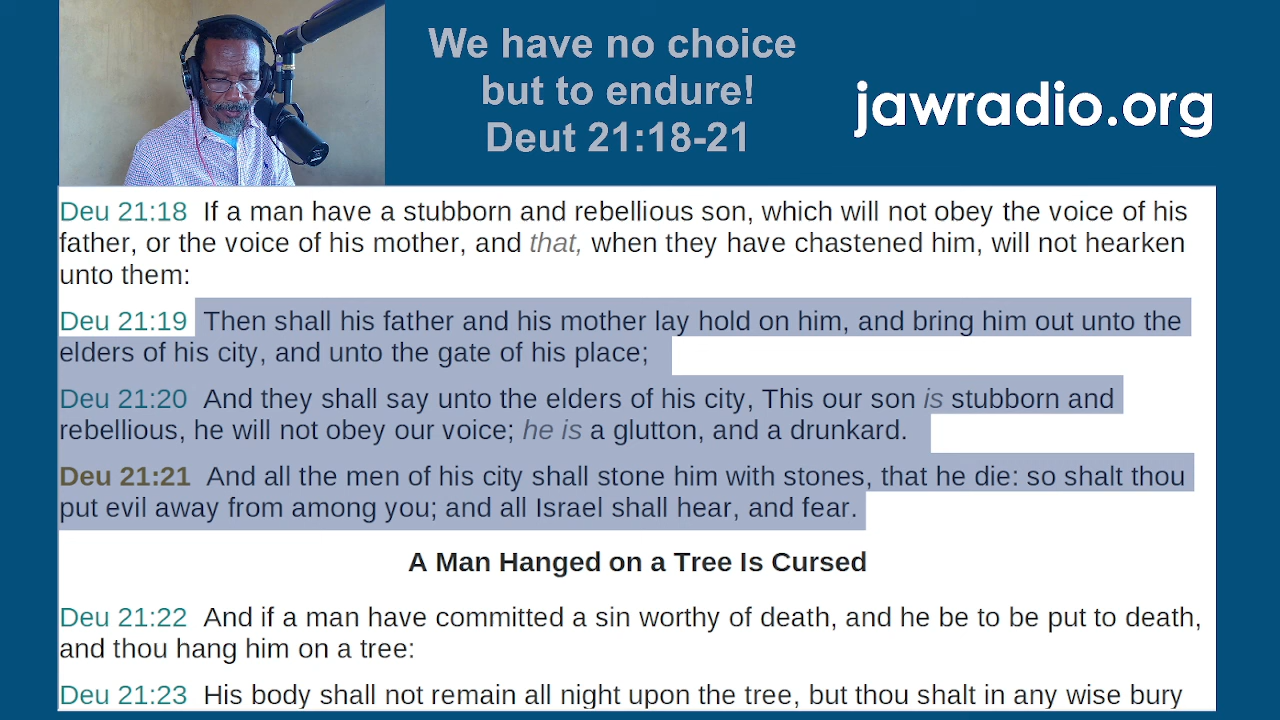 We have no choice
but to endure!
Deut 21:18-21
jawradio.org
Deu 21:18 If a man have a stubborn and rebellious son, which will not obey the voice of his
father, or the voice of his mother, and that, when they have chastened him, will not hearken
unto them:
Deu 21:19 Then shall his father and his mother lay hold on him, and bring him out unto the
elders of his city, and unto the gate of his place;
Deu 21:20 And they shall say unto the elders of his city, This our son is stubborn and
rebellious, he will not obey our voice; he is a glutton, and a drunkard.
Deu 21:21 And all the men of his city shall stone him with stones, that he die: so shalt thou
put evil away from among you; and all Israel shall hear, and fear.
A Man Hanged on a Tree Is Cursed
Deu 21:22 And if a man have committed a sin worthy of death, and he be to be put to death,
and thou hang him on a tree:
Deu 21:23 His body shall not remain all night upon the tree, but thou shalt in any wise bury